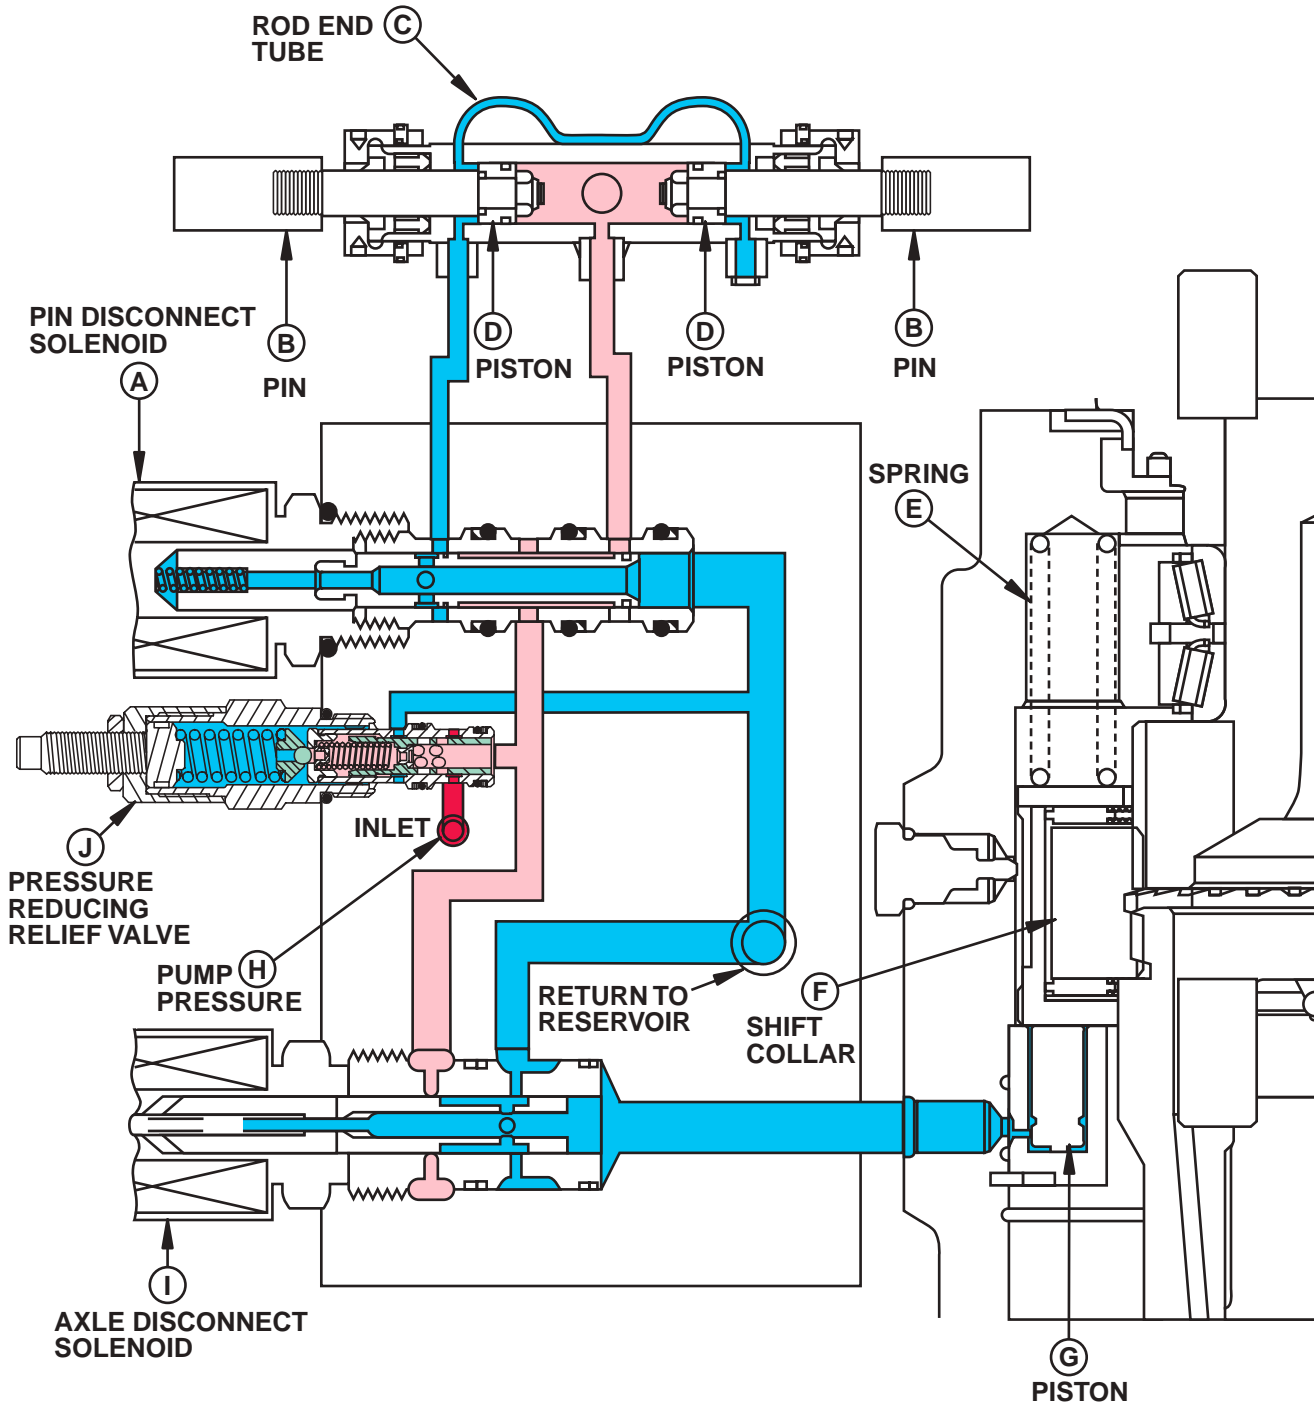 ROD END C
TUBE
PIN DISCONNECT
SOLENOID
A
B
PIN
D
PISTON
D
PISTON
B
PIN
SPRING
E
INLET
J
PRESSURE
REDUCING
RELIEF VALVE
PUMP H
PRESSURE
RETURN TO
RESERVOIR
F
SHIFT
COLLAR
I
AXLE DISCONNECT
SOLENOID
G
PISTON